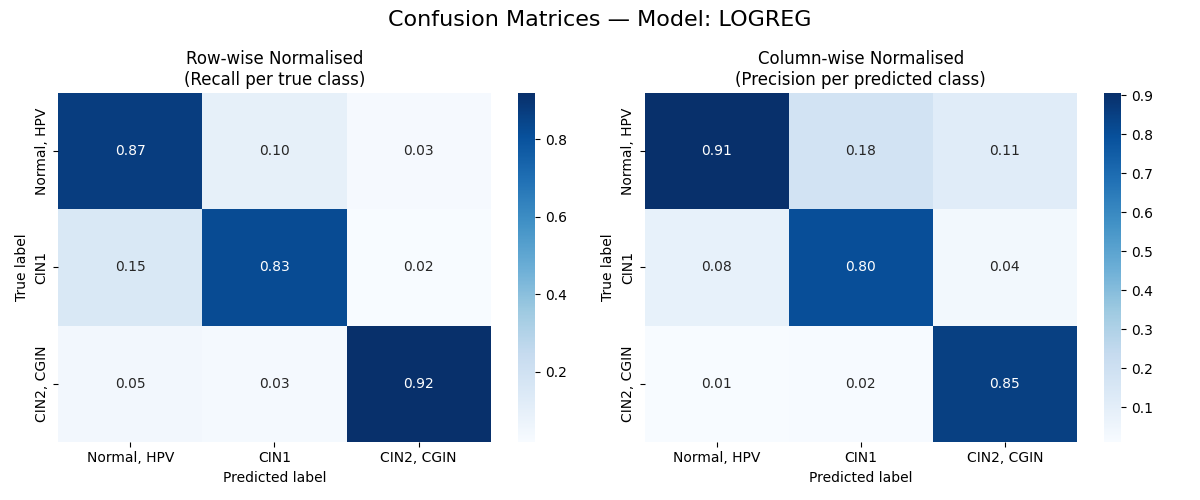 Confusion Matrices — Model: LOGREG
Row-wise Normalised
(Recall per true class)
True label
Normal, HPV
CIN1
CIN2, CGIN
0.87 0.10 0.03
0.15 0.83 0.02
0.05 0.03 0.92
Normal, HPV CIN1 CIN2, CGIN
Predicted label
0.8
0.6
0.4
0.2
Column-wise Normalised
(Precision per predicted class)
True label
Normal, HPV
CIN1
CIN2, CGIN
0.91 0.18 0.11
0.08 0.80 0.04
0.01 0.02 0.85
Normal, HPV CIN1 CIN2, CGIN
Predicted label
0.9
0.8
0.7
0.6
0.5
0.4
0.3
0.2
0.1